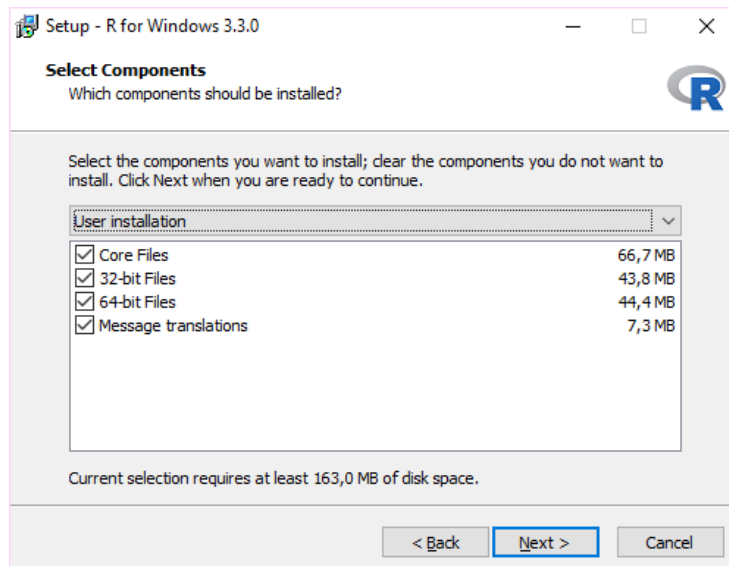 Setup - R for Windows 3.3.0
Select Components
Which components should be installed?
R
Select the components you want to install; clear the components you do not want to
install. Click Next when you are ready to continue.
User installation
Core Files 66,7 MB
32-bit Files 43,8 MB
64-bit Files 44,4 MB
Message translations 7,3 MB
Current selection requires at least 163,0 MB of disk space.
< Back Next > Cancel